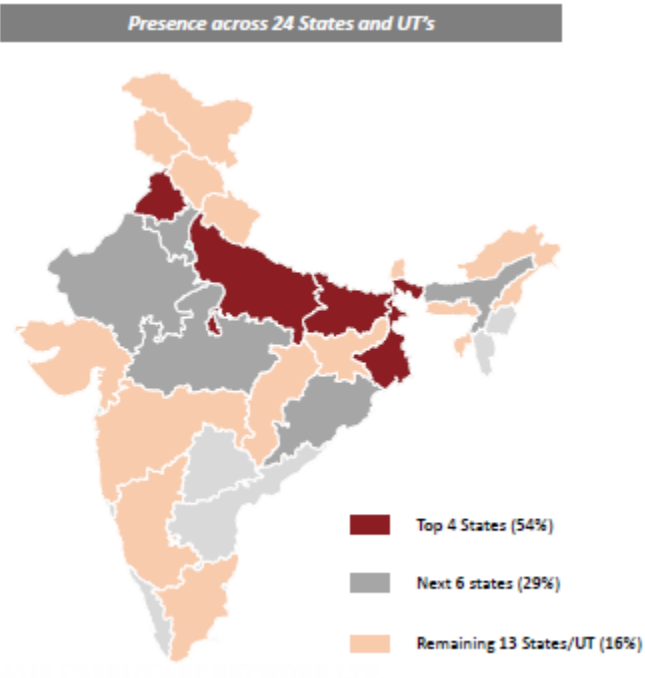 Presence across 24 States and UT's
Top 4 States (54%)
Next 6 states (29%)
Remaining 13 States/UT (16%)